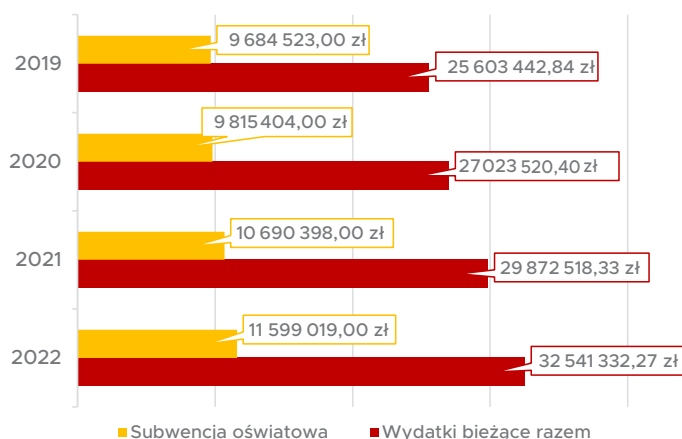 9 684 523,00 zł
2019
25 603 442,84 zł
9 815 404,00 zł
2020
27 023 520,40 zł
10 690 398,00 zł
2021
29 872 518,33 zł
11 599 019,00 zł
2022
32 541 332,27 zł
Subwencja oświatowa
Wydatki bieżące razem